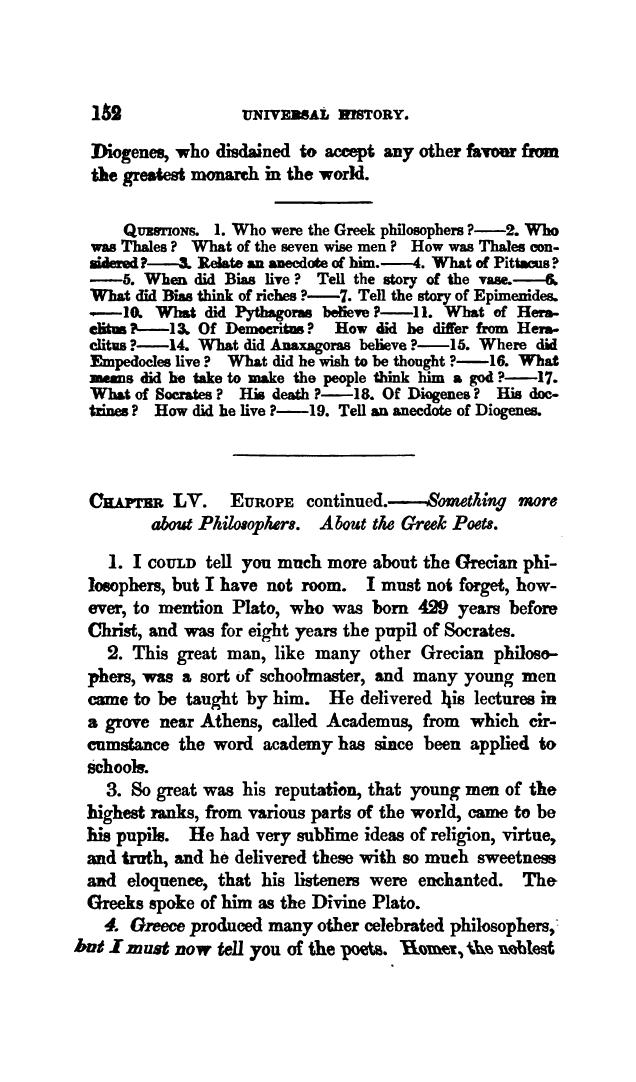 152 UNIVERSAL HISTORY.
Diogenes, who disdained to accept any other favour from
the greatest monarch in the world.
QUESTIONS. 1. Who were the Greek philosophers?——2. Who
was Thales? What of the seven wise men? How was Thales con-
sidered?——3. Relate an anecdote of him.——4. What of Pittacus?
——5. When did Bias live? Tell the story of the vase.——6.
What did Bias think of riches?——7. Tell the story of Epimenides.
——10. What did Pythagoras believe?——11. What of Hera-
clitus?——13. Of Democritus? How did he differ from Hera-
clitus?——14. What did Anaxagoras believe?——15. Where did
Empedocles live? What did he wish to be thought?——16. What
means did he take to make the people think him a god?——17.
What of Socrates? His death?——18. Of Diogenes? His doc-
trines? How did he live?——19. Tell an anecdote of Diogenes.
CHAPTER LV. EUROPE continued.——Something more
about Philosophers. About the Greek Poets.
1. I COULD tell you much more about the Grecian phi-
losophers, but I have not room. I must not forget, how-
ever, to mention Plato, who was born 429 years before
Christ, and was for eight years the pupil of Socrates.
2. This great man, like many other Grecian philoso-
phers, was a sort of schoolmaster, and many young men
came to be taught by him. He delivered his lectures in
a grove near Athens, called Academus, from which cir-
cumstance the word academy has since been applied to
schools.
3. So great was his reputation, that young men of the
highest ranks, from various parts of the world, came to be
his pupils. He had very sublime ideas of religion, virtue,
and truth, and he delivered these with so much sweetness
and eloquence, that his listeners were enchanted. The
Greeks spoke of him as the Divine Plato.
4. Greece produced many other celebrated philosophers,
but I must now tell you of the poets. Homer, the noblest